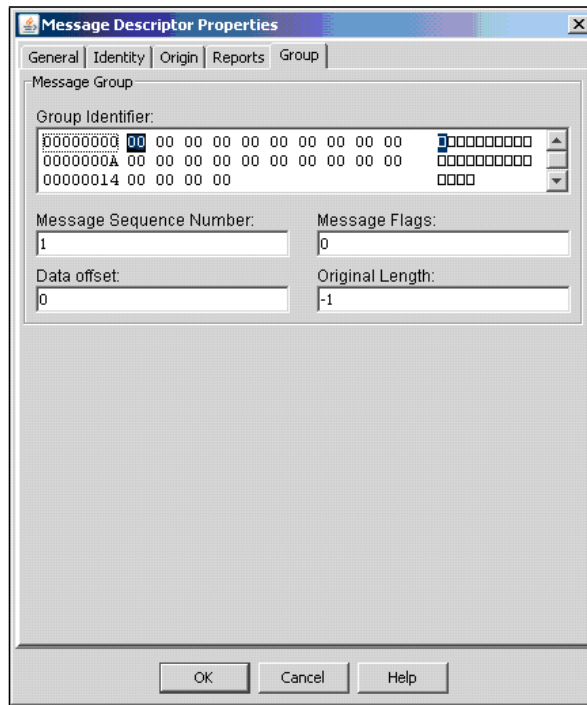 Message Descriptor Properties
General Identity Origin Reports Group
Message Group
Group Identifier:
00000000 00 00 00 00 00 00 00 00 00 00 □□□□□□□□□□
0000000A 00 00 00 00 00 00 00 00 00 00 □□□□□□□□□□
00000014 00 00 00 00 □□□□
Message Sequence Number: Message Flags:
1 0
Data offset: Original Length:
0 -1
OK Cancel Help